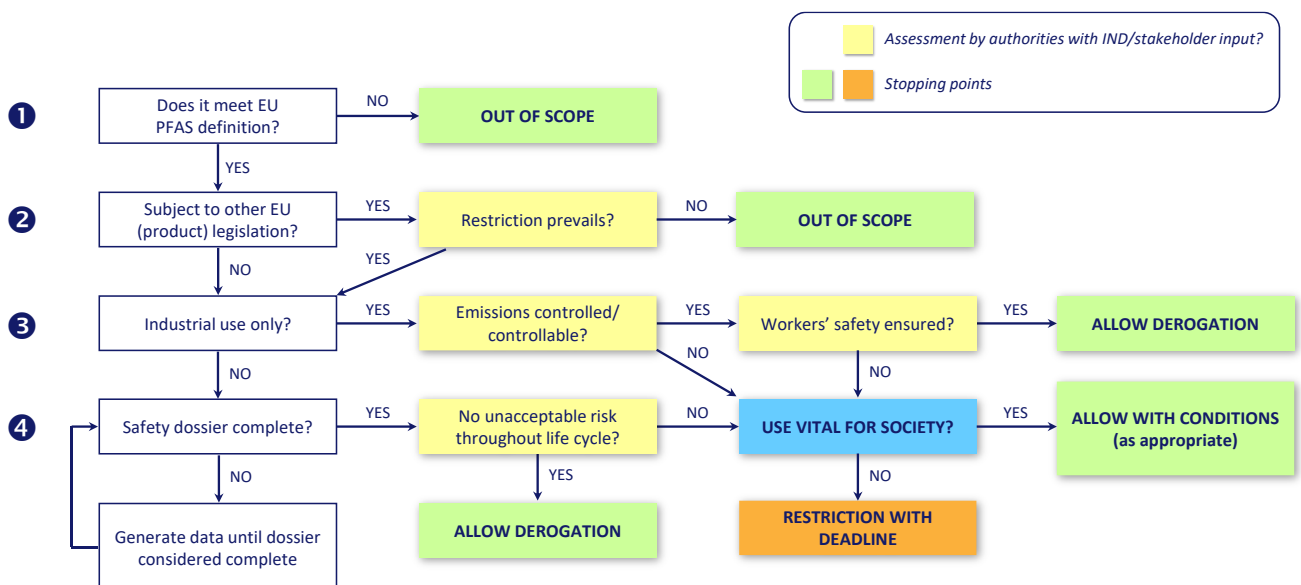 Assessment by authorities with IND/stakeholder input?
Stopping points
❶
Does it meet EU
PFAS definition?
NO
OUT OF SCOPE
YES
❷
Subject to other EU
(product) legislation?
YES
Restriction prevails?
NO
OUT OF SCOPE
NO
YES
❸
Industrial use only?
YES
Emissions controlled/
controllable?
YES
Workers' safety ensured?
YES
ALLOW DEROGATION
NO
NO
NO
❹
Safety dossier complete?
YES
No unacceptable risk
throughout life cycle?
NO
USE VITAL FOR SOCIETY?
YES
ALLOW WITH CONDITIONS
(as appropriate)
NO
YES
NO
Generate data until dossier
considered complete
ALLOW DEROGATION
RESTRICTION WITH
DEADLINE